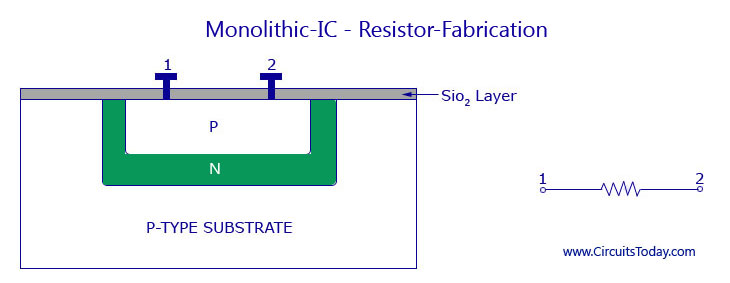 Monolithic-IC - Resistor-Fabrication
1 2
Sio₂ Layer
P
N
P-TYPE SUBSTRATE
1 2
www.CircuitsToday.com